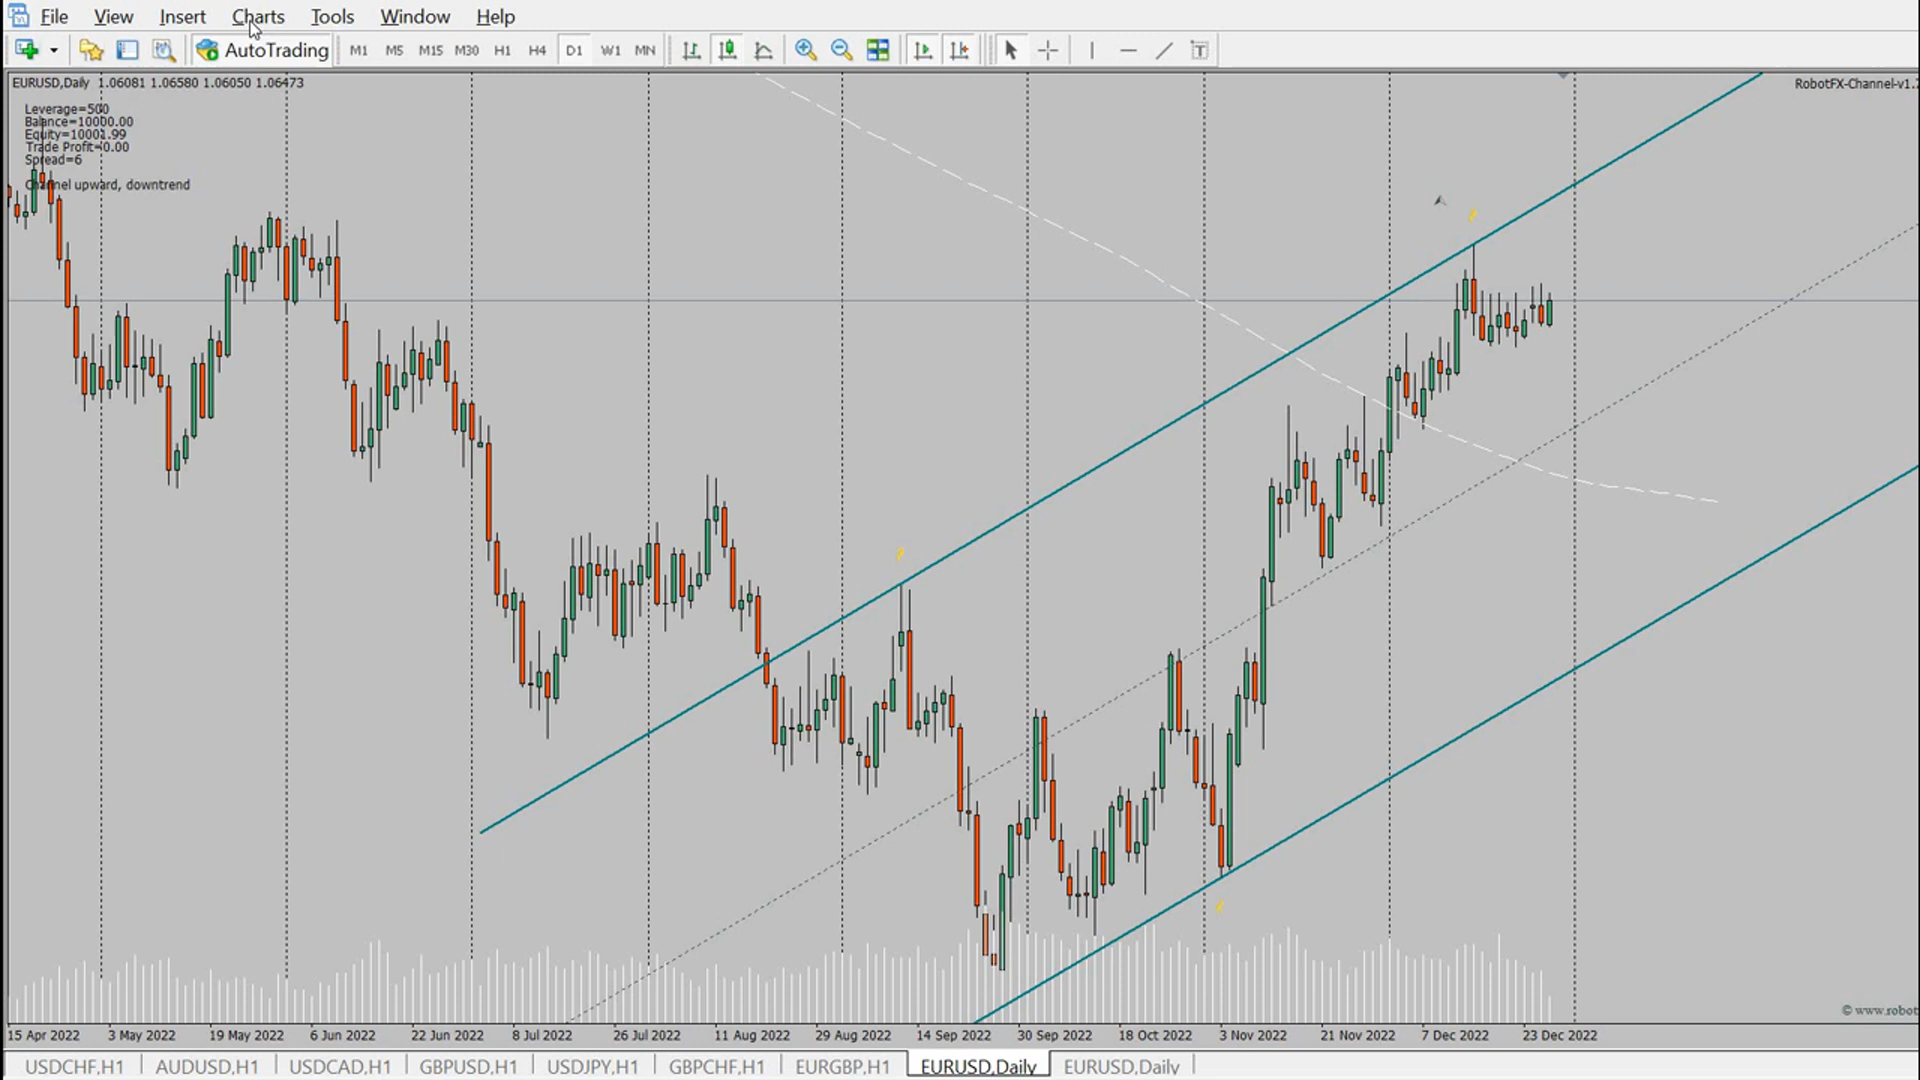 File View Insert Charts Tools Window Help
AutoTrading M1 M5 M15 M30 H1 H4 D1 W1 MN
EURUSD,Daily 1.06081 1.06580 1.06050 1.06473
RobotFX-Channel-v1.
Leverage=500
Balance=10000.00
Equity=10001.99
Trade Profit=0.00
Spread=6
Channel upward, downtrend
© www.robot
15 Apr 2022 3 May 2022 19 May 2022 6 Jun 2022 22 Jun 2022 8 Jul 2022 26 Jul 2022 11 Aug 2022 29 Aug 2022 14 Sep 2022 30 Sep 2022 18 Oct 2022 3 Nov 2022 21 Nov 2022 7 Dec 2022 23 Dec 2022
USDCHF,H1 AUDUSD,H1 USDCAD,H1 GBPUSD,H1 USDJPY,H1 GBPCHF,H1 EURGBP,H1 EURUSD,Daily EURUSD,Daily